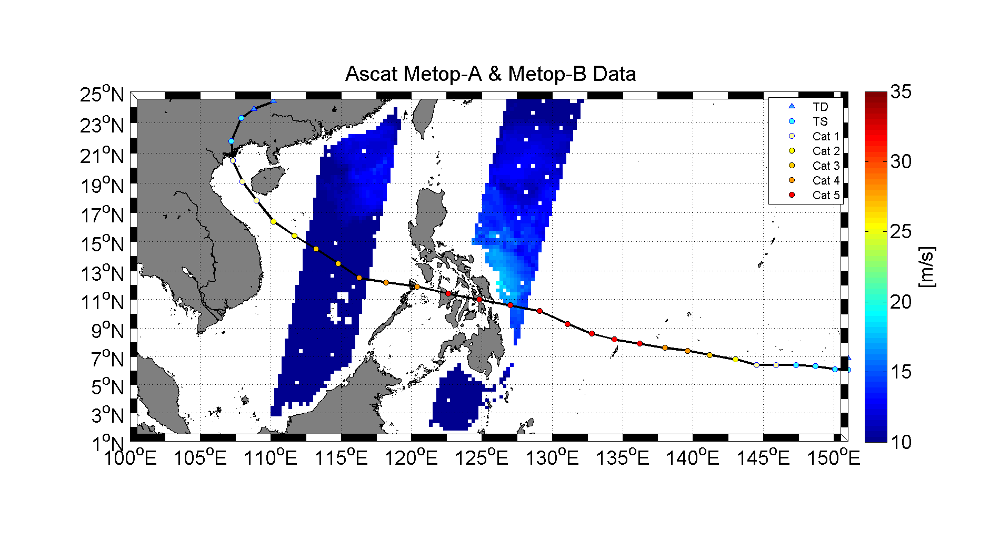 Ascat Metop-A & Metop-B Data
25°N
23°N
21°N
19°N
17°N
15°N
13°N
11°N
9°N
7°N
5°N
3°N
1°N
100°E 105°E 110°E 115°E 120°E 125°E 130°E 135°E 140°E 145°E 150°E
TD
TS
Cat 1
Cat 2
Cat 3
Cat 4
Cat 5
35
30
25
20
15
10
[m/s]